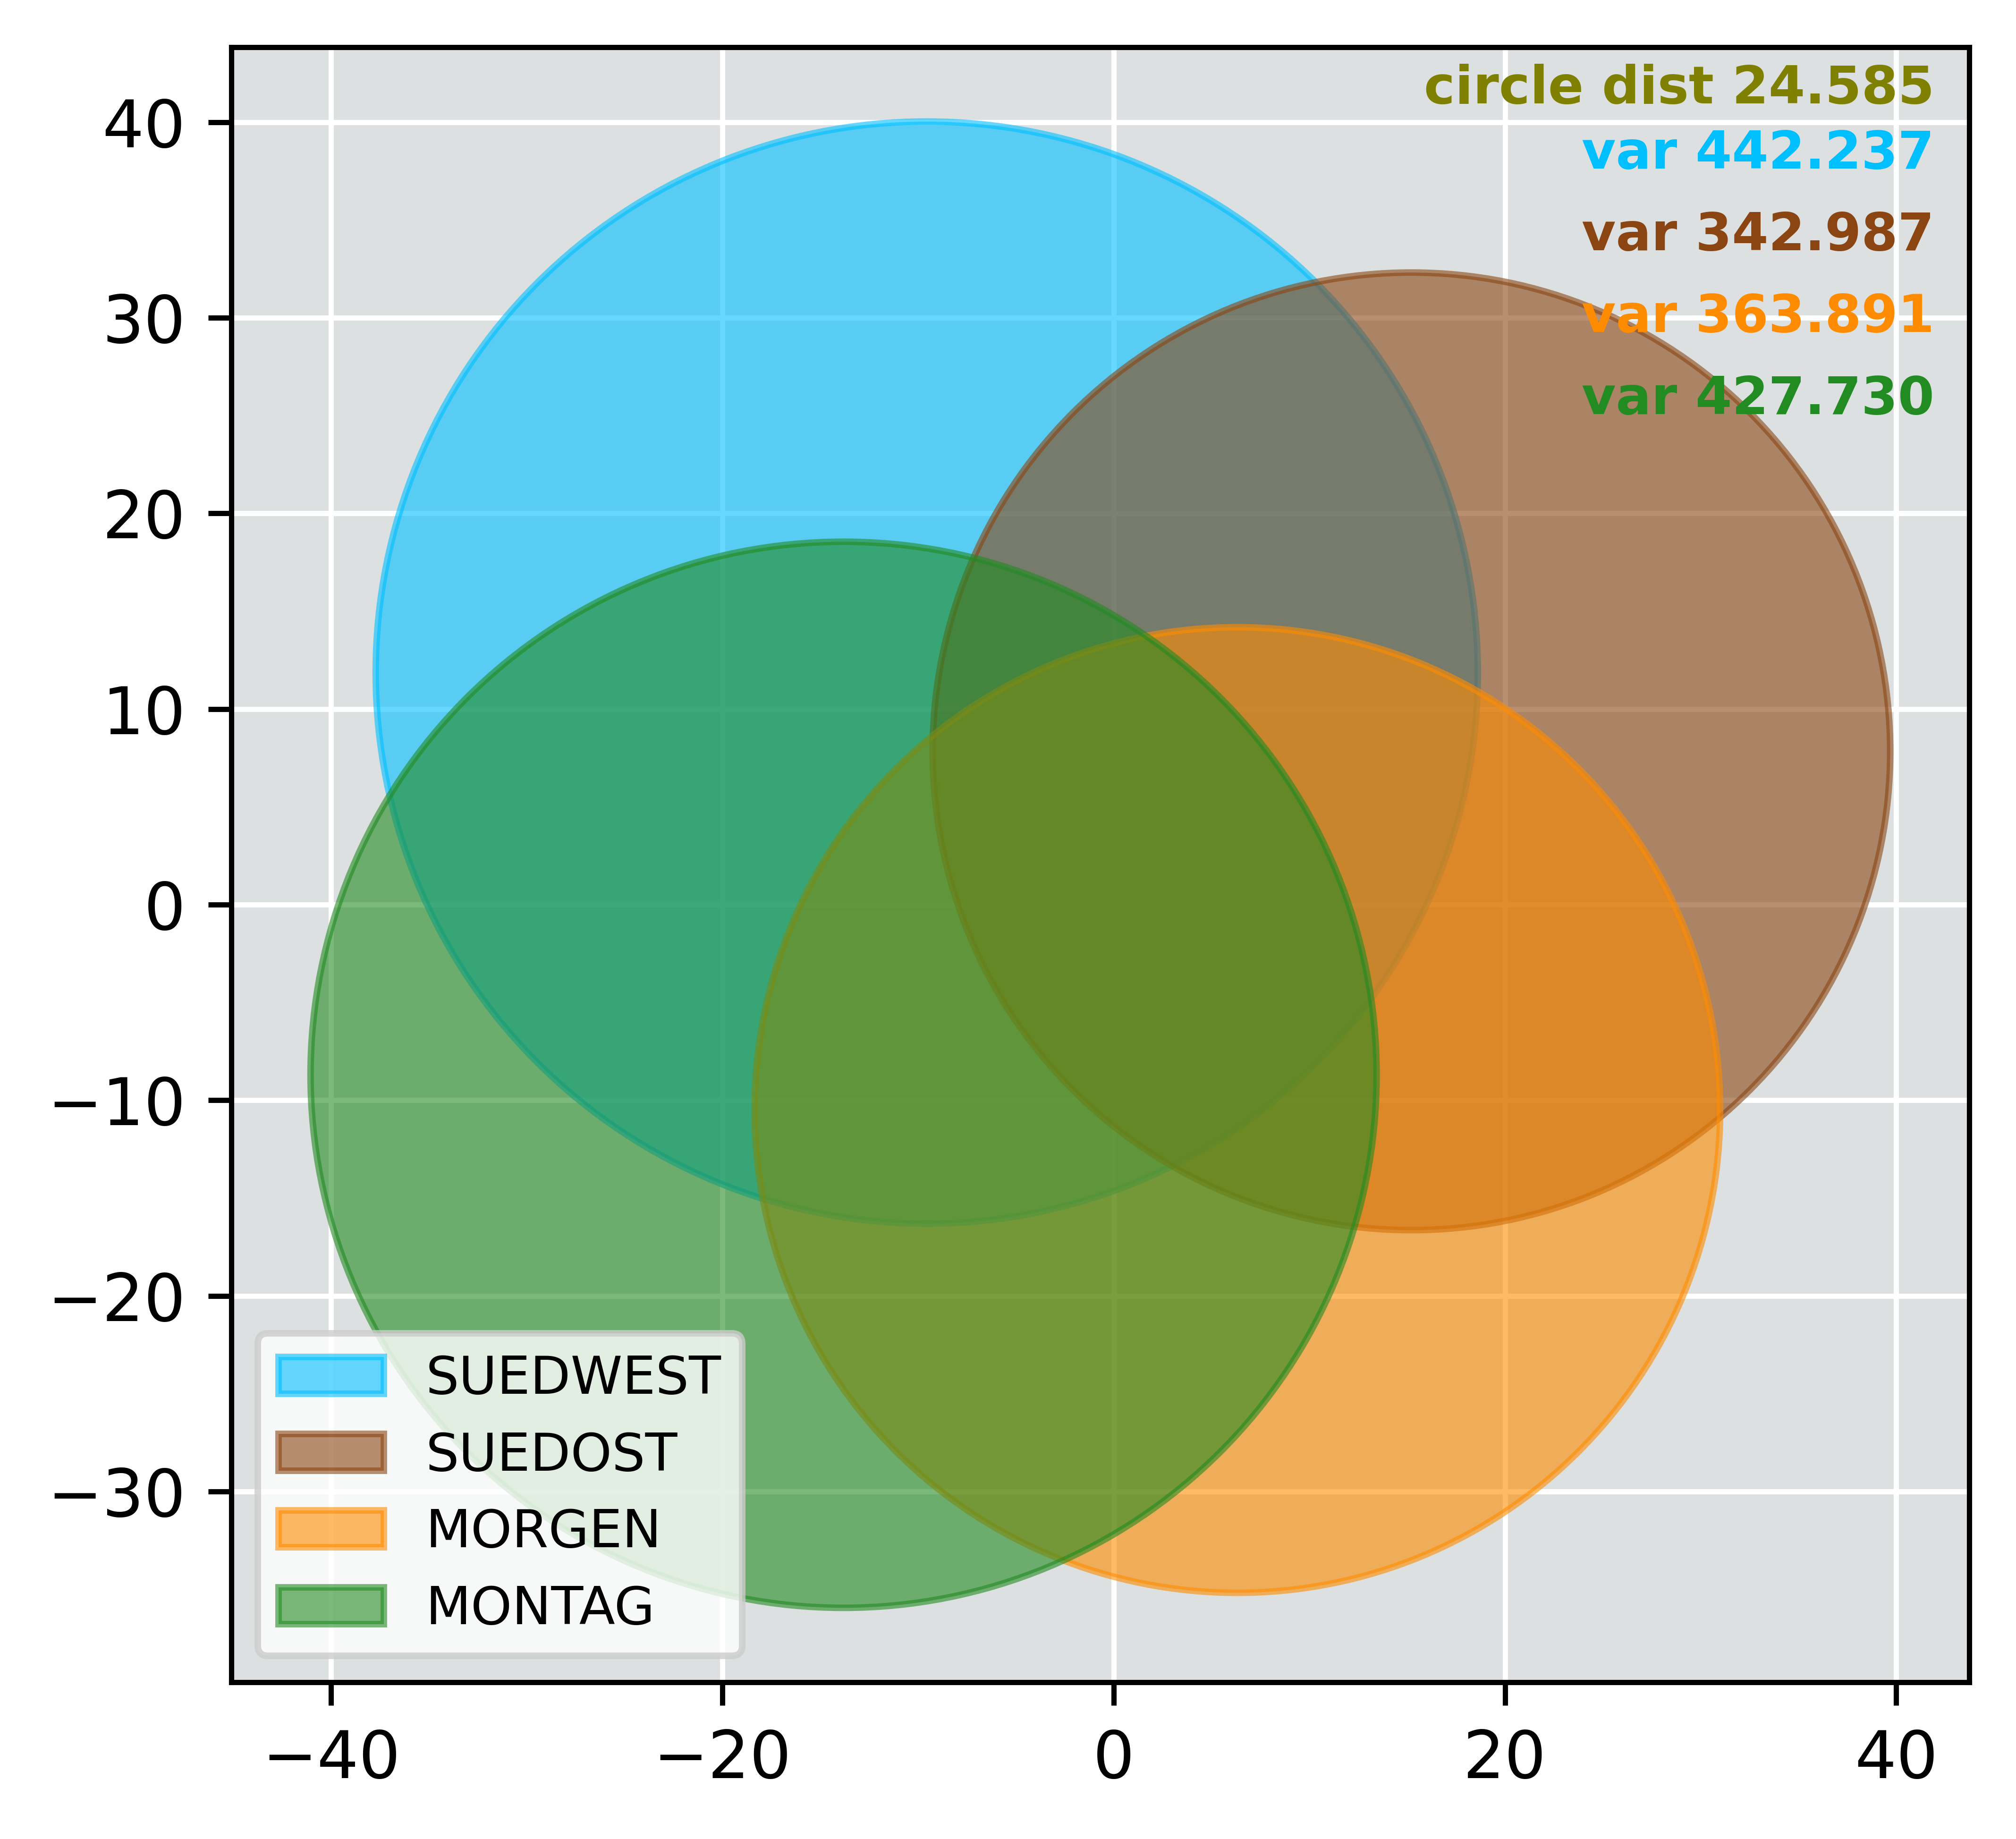 circle dist 24.585
var 442.237
var 342.987
var 363.891
var 427.730
40
30
20
10
0
−10
−20
−30
SUEDWEST
SUEDOST
MORGEN
MONTAG
−40 −20 0 20 40